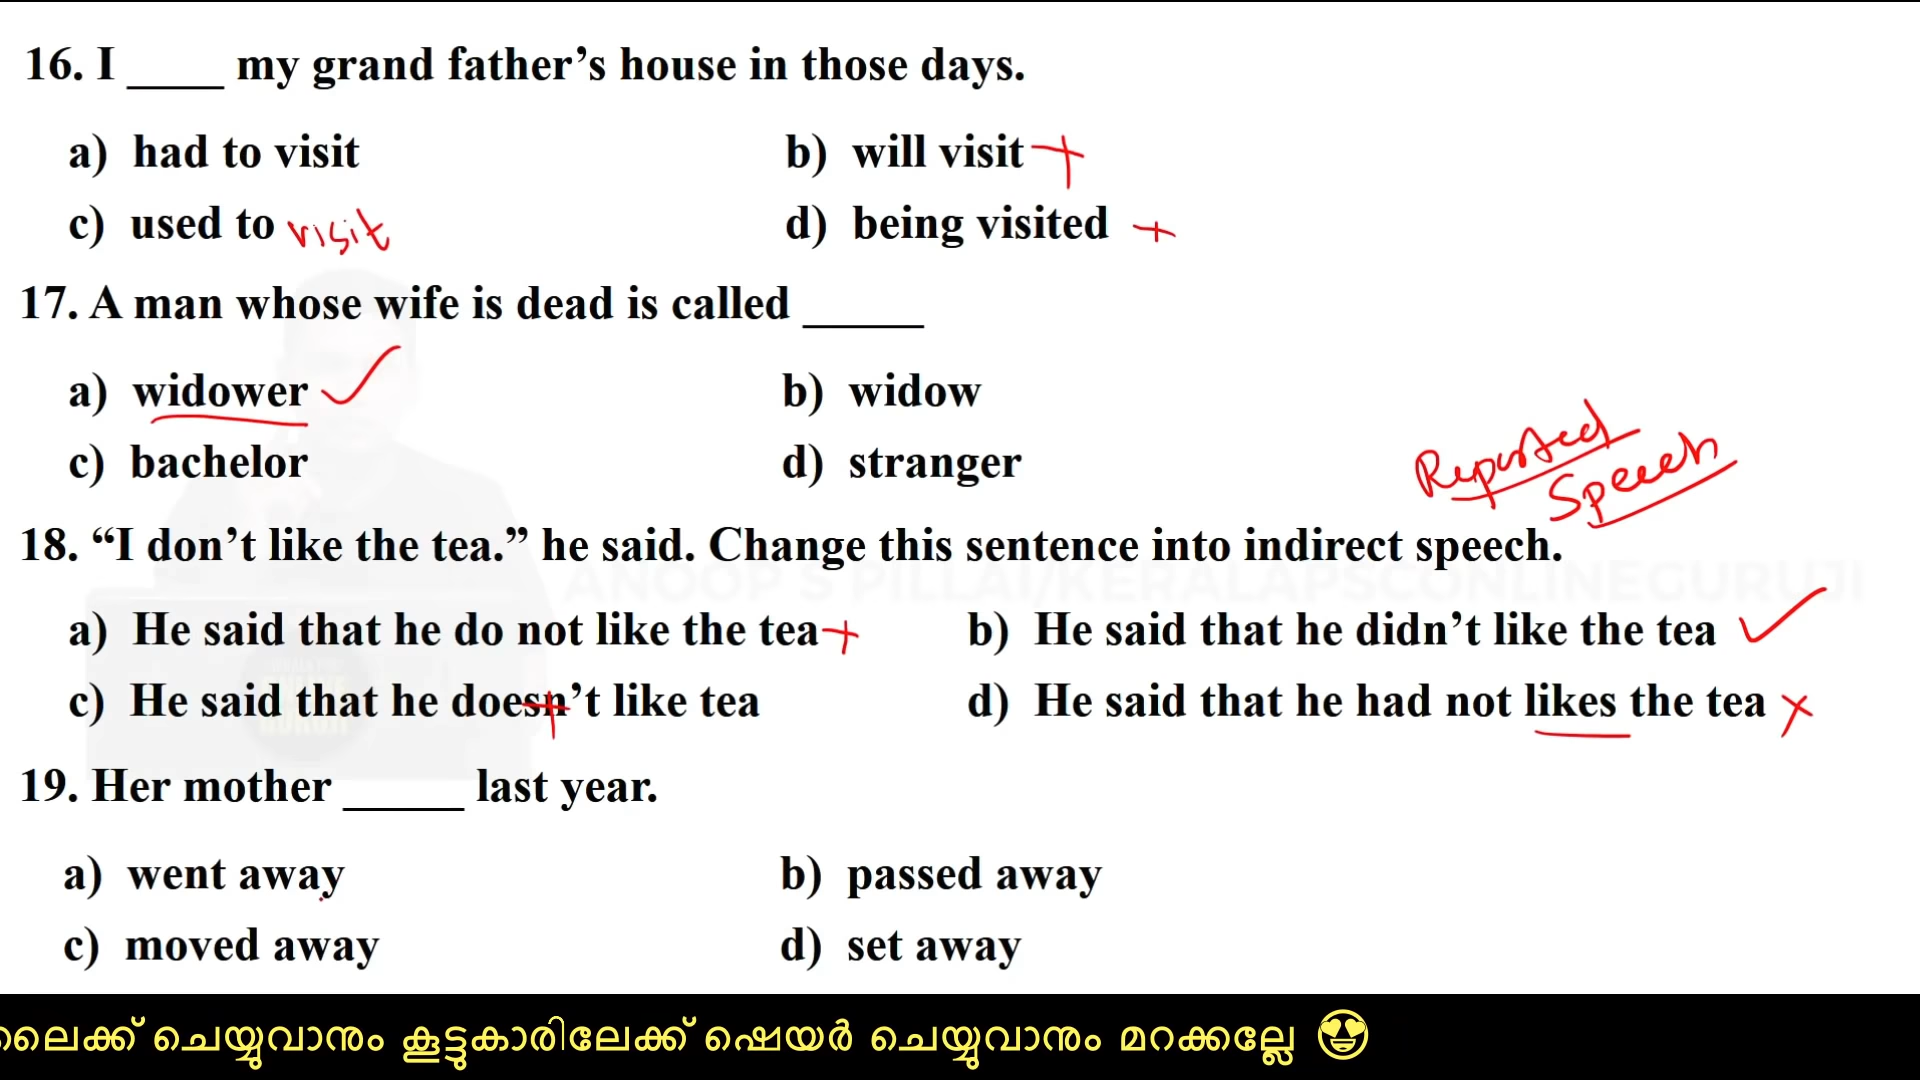 16. I ____ my grand father’s house in those days.
a) had to visit b) will visit
c) used to visit d) being visited
17. A man whose wife is dead is called _____
a) widower b) widow
c) bachelor d) stranger
Reported
Speech
18. “I don’t like the tea.” he said. Change this sentence into indirect speech.
ANOOP S PILLAI/KERALAPSCONLINEGURUJI
a) He said that he do not like the tea b) He said that he didn’t like the tea
c) He said that he doesn’t like tea d) He said that he had not likes the tea
19. Her mother _____ last year.
a) went away b) passed away
c) moved away d) set away
ലൈക്ക് ചെയ്യുവാനും കൂട്ടുകാരിലേക്ക് ഷെയർ ചെയ്യുവാനും മറക്കല്ലേ 😍